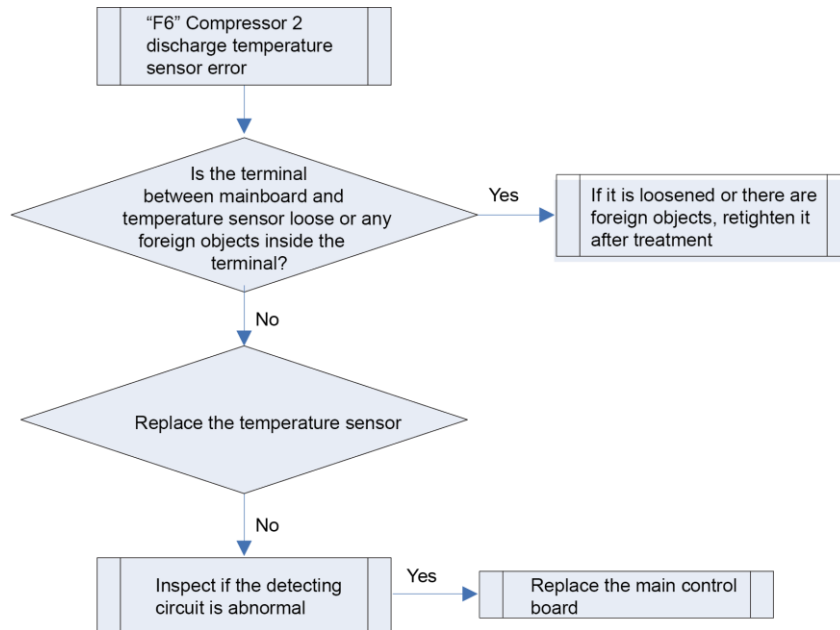 “F6” Compressor 2
discharge temperature
sensor error
Is the terminal
between mainboard and
temperature sensor loose or any
foreign objects inside the
terminal?
Yes
If it is loosened or there are
foreign objects, retighten it
after treatment
No
Replace the temperature sensor
No
Inspect if the detecting
circuit is abnormal
Yes
Replace the main control
board